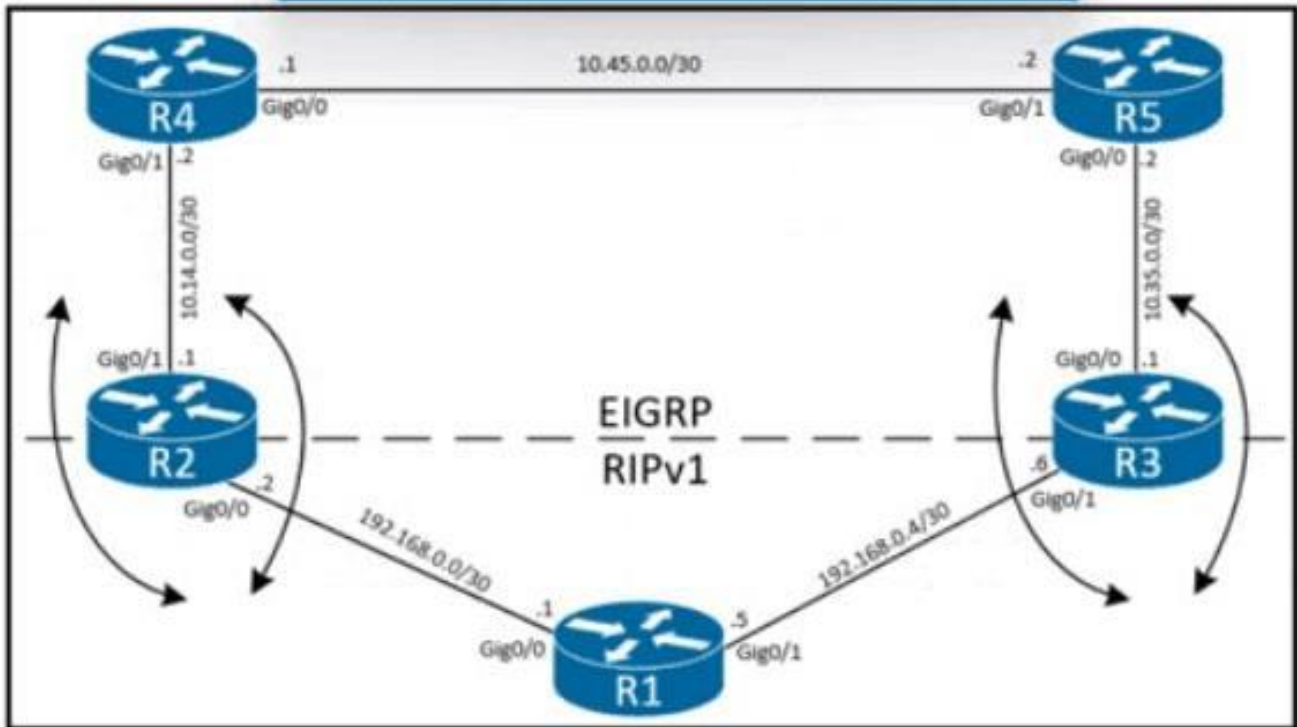 .1
10.45.0.0/30
.2
R4
Gig0/0
Gig0/1
R5
Gig0/1
.2
Gig0/0
.2
10.14.0.0/30
10.35.0.0/30
Gig0/1
.1
Gig0/0
.1
EIGRP
R2
RIPv1
R3
.2
Gig0/0
.6
Gig0/1
192.168.0.0/30
192.168.0.4/30
.1
.5
Gig0/0
Gig0/1
R1